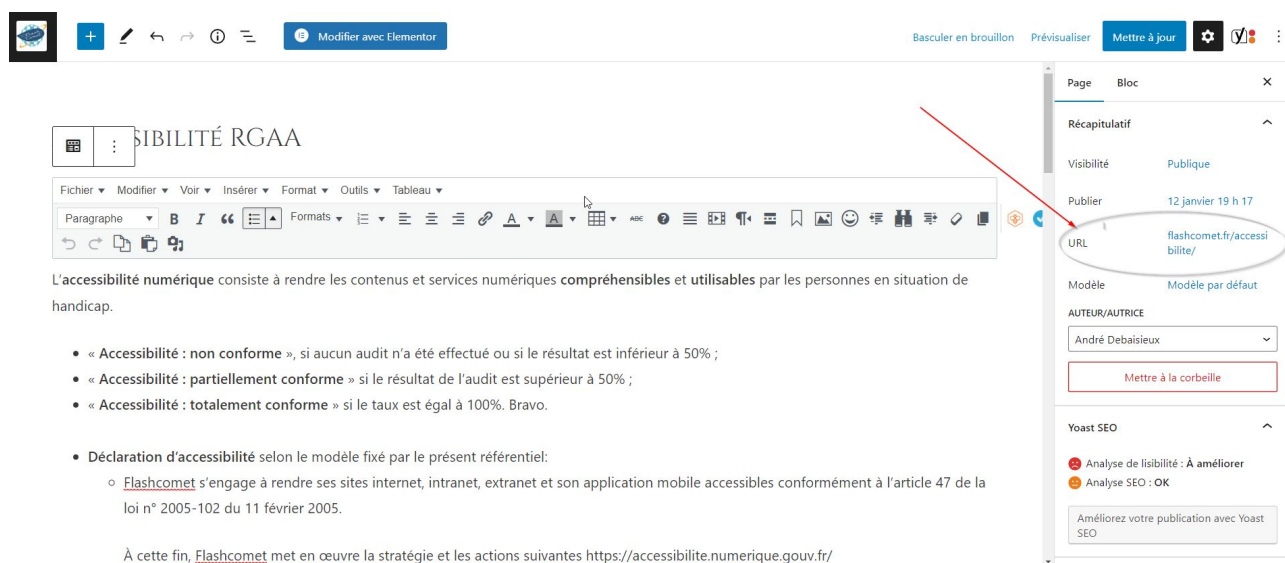 Modifier avec Elementor
Basculer en brouillon Prévisualiser Mettre à jour
Page Bloc
Récapitulatif
Visibilité Publique
Publier 12 janvier 19 h 17
URL flashcomet.fr/accessi
bilite/
Modèle Modèle par défaut
AUTEUR/AUTRICE
André Debaisieux
Mettre à la corbeille
Yoast SEO
Analyse de lisibilité : À améliorer
Analyse SEO : OK
Améliorez votre publication avec Yoast
SEO
SIBILITÉ RGAA
Fichier Modifier Voir Insérer Format Outils Tableau
Paragraphe B I Formats A A ABC
L'accessibilité numérique consiste à rendre les contenus et services numériques compréhensibles et utilisables par les personnes en situation de
handicap.
• « Accessibilité : non conforme », si aucun audit n'a été effectué ou si le résultat est inférieur à 50% ;
• « Accessibilité : partiellement conforme » si le résultat de l'audit est supérieur à 50% ;
• « Accessibilité : totalement conforme » si le taux est égal à 100%. Bravo.
• Déclaration d'accessibilité selon le modèle fixé par le présent référentiel:
o Flashcomet s'engage à rendre ses sites internet, intranet, extranet et son application mobile accessibles conformément à l'article 47 de la
loi n° 2005-102 du 11 février 2005.
À cette fin, Flashcomet met en œuvre la stratégie et les actions suivantes https://accessibilite.numerique.gouv.fr/